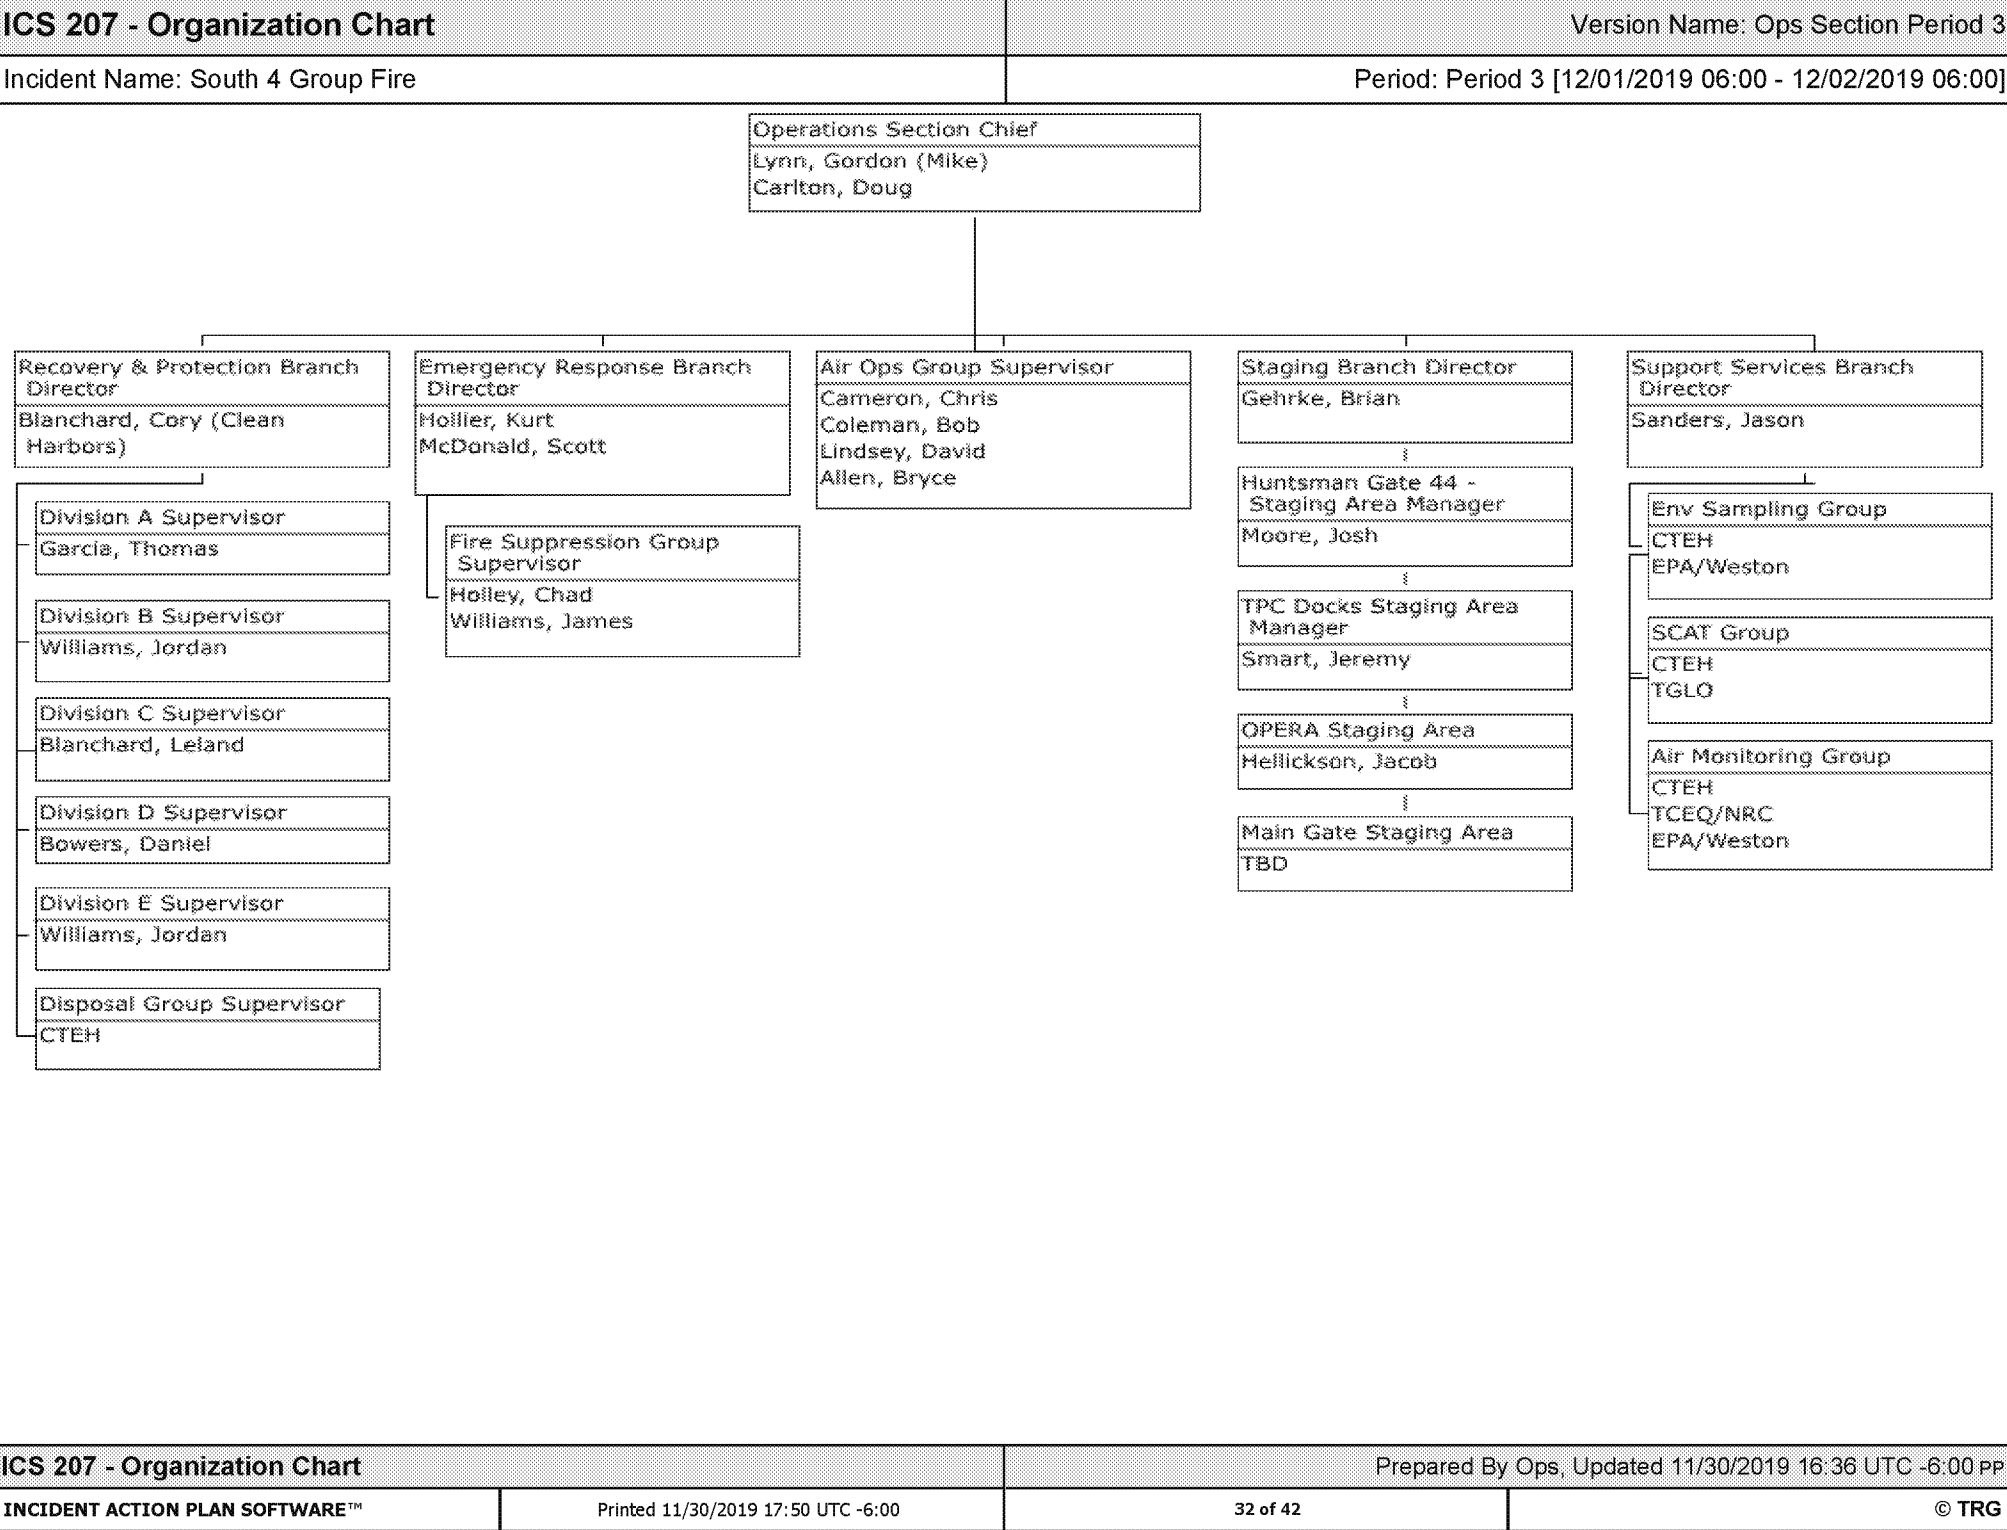 ICS 207 - Organization Chart
Version Name: Ops Section Period 3
Incident Name: South 4 Group Fire
Period: Period 3 [12/01/2019 06:00 - 12/02/2019 06:00]
Operations Section Chief
Lynn, Gordon (Mike)
Carlton, Doug
Recovery & Protection Branch
Director
Blanchard, Cory (Clean
Harbors)
Division A Supervisor
Garcia, Thomas
Division B Supervisor
Williams, Jordan
Division C Supervisor
Blanchard, Leland
Division D Supervisor
Bowers, Daniel
Division E Supervisor
Williams, Jordan
Disposal Group Supervisor
CTEH
Emergency Response Branch
Director
Hollier, Kurt
McDonald, Scott
Fire Suppression Group
Supervisor
Holley, Chad
Williams, James
Air Ops Group Supervisor
Cameron, Chris
Coleman, Bob
Lindsey, David
Allen, Bryce
Staging Branch Director
Gehrke, Brian
Huntsman Gate 44 -
Staging Area Manager
Moore, Josh
TPC Docks Staging Area
Manager
Smart, Jeremy
OPERA Staging Area
Hellickson, Jacob
Main Gate Staging Area
TBD
Support Services Branch
Director
Sanders, Jason
Env Sampling Group
CTEH
EPA/Weston
SCAT Group
CTEH
TGLO
Air Monitoring Group
CTEH
TCEQ/NRC
EPA/Weston
ICS 207 - Organization Chart
Prepared By Ops, Updated 11/30/2019 16:36 UTC -6:00 PP
INCIDENT ACTION PLAN SOFTWARE™
Printed 11/30/2019 17:50 UTC -6:00
32 of 42
© TRG